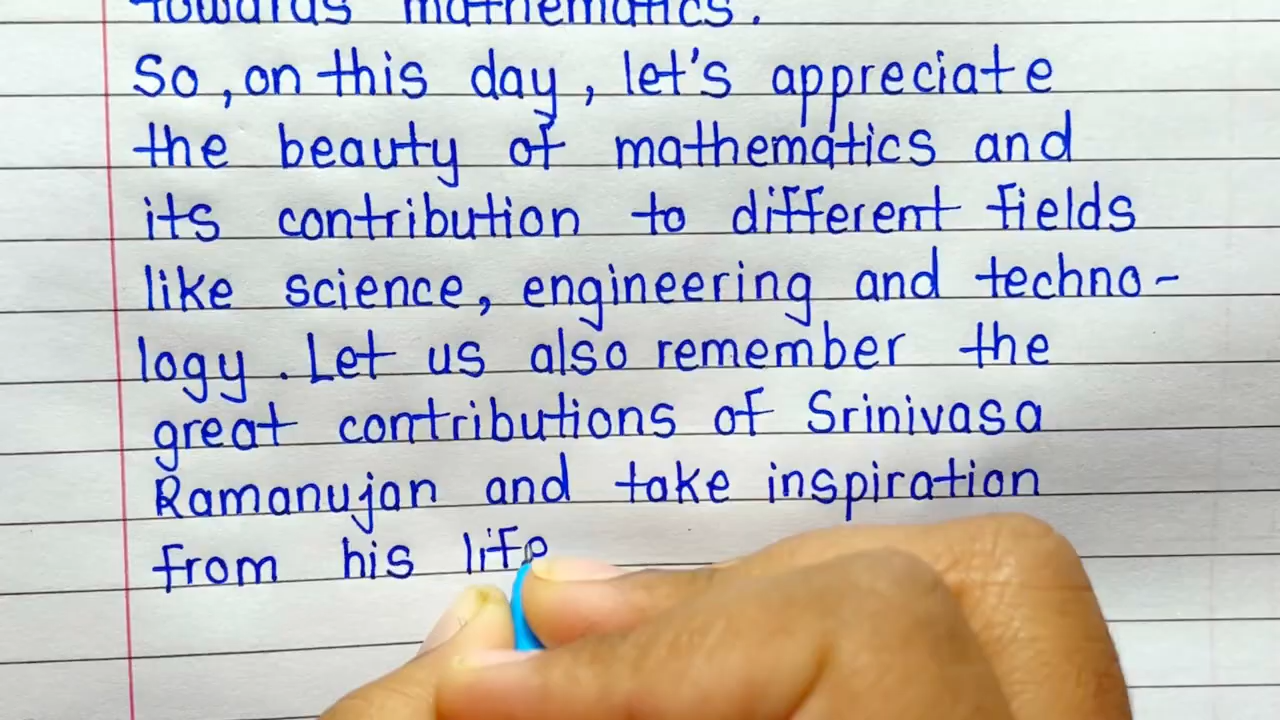 towards mathematics.
So, on this day, let's appreciate
the beauty of mathematics and
its contribution to different fields
like science, engineering and techno-
logy. Let us also remember the
great contributions of Srinivasa
Ramanujan and take inspiration
from his life